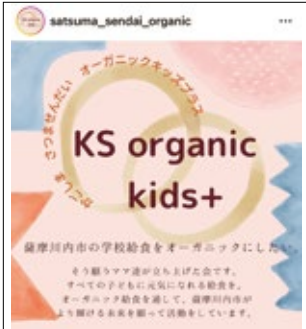 satsuma_sendai_organic
かごしま さつませんだい オーガニックキッズプラス
KS organic
kids+
薩摩川内市の学校給食をオーガニックにしたい。
そう願うママ達が立ち上げた会です。
すべての子どもに元気になれる給食を。
オーガニック給食を通して、薩摩川内市が
より輝ける未来を願って活動をしています。